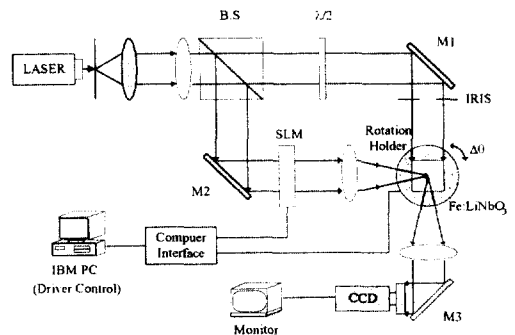 B.S
λ/2
M1
LASER
IRIS
SLM
Rotation
Holder
Δθ
M2
Fe:LiNbO3
Compuer
Interface
IBM PC
(Driver Control)
CCD
M3
Monitor